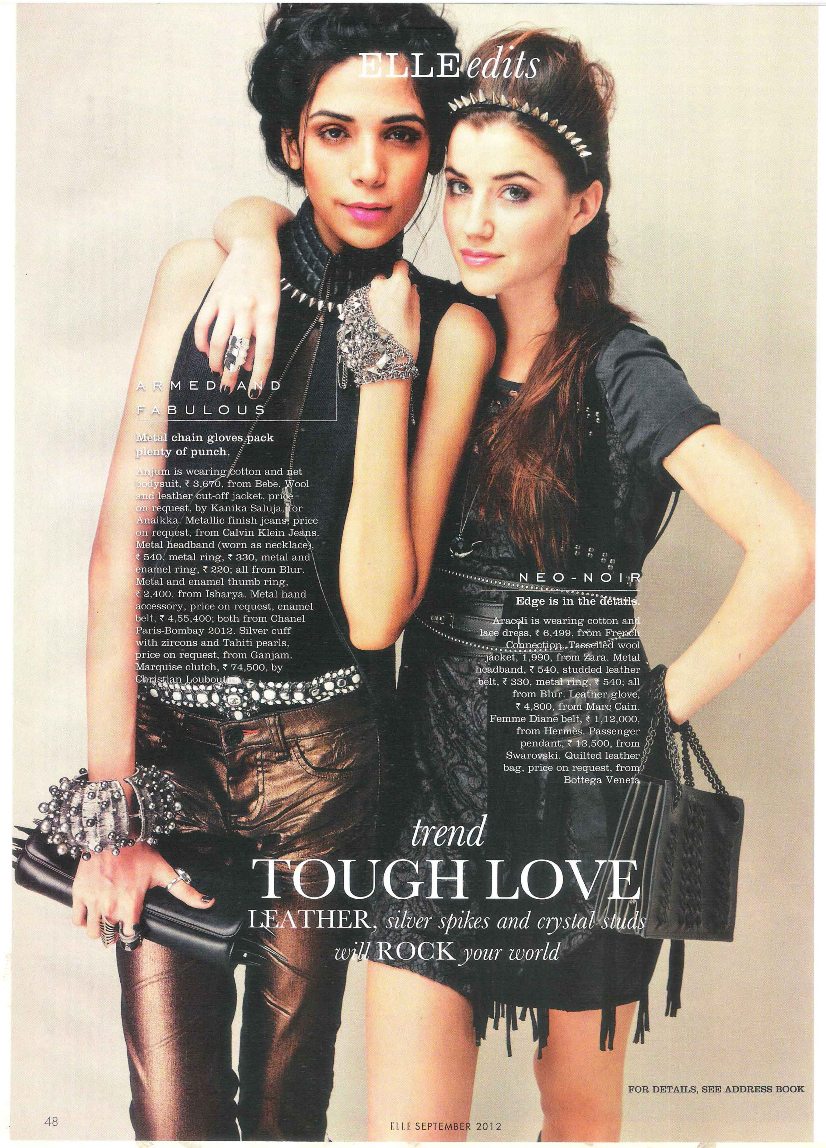 ELLE edits
ARMED AND
FABULOUS
Metal chain gloves pack
plenty of punch.
Anjum is wearing cotton and net
bodysuit, ₹ 3,670, from Bebe. Wool
and leather cut-off jacket, price
on request, by Kanika Saluja, for
Anaikka. Metallic finish jeans, price
on request, from Calvin Klein Jeans.
Metal headband (worn as necklace),
₹ 540, metal ring, ₹ 330, metal and
enamel ring, ₹ 220; all from Blur.
Metal and enamel thumb ring,
₹ 2,400, from Isharya. Metal hand
accessory, price on request, enamel
belt, ₹ 4,55,400; both from Chanel
Paris-Bombay 2012. Silver cuff
with zircons and Tahiti pearls,
price on request, from Ganjam.
Marquise clutch, ₹ 74,500, by
Christian Louboutin
NEO-NOIR
Edge is in the details.
Araceli is wearing cotton and
lace dress, ₹ 6,499, from French
Connection. Tasselled wool
jacket, 1,990, from Zara. Metal
headband, ₹ 540, studded leather
belt, ₹ 330, metal ring, ₹ 540; all
from Blur. Leather glove,
₹ 4,800, from Marc Cain.
Femme Diane belt, ₹ 1,12,000,
from Hermès. Passenger
pendant, ₹ 13,500, from
Swarovski. Quilted leather
bag, price on request, from
Bottega Veneta
trend
TOUGH LOVE
LEATHER, silver spikes and crystal studs
will ROCK your world
FOR DETAILS, SEE ADDRESS BOOK
48
ELLE SEPTEMBER 2012